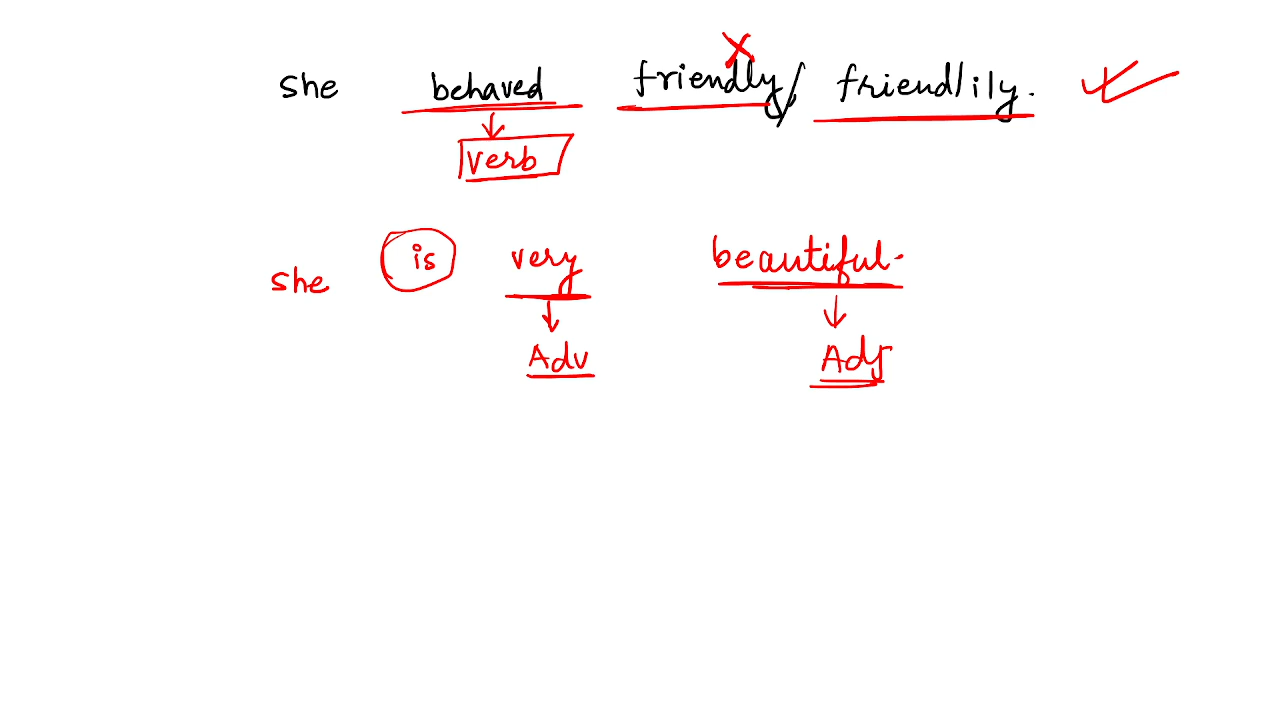 she behaved friendly/ friendlily.
verb
she is very beautiful.
Adv Adj